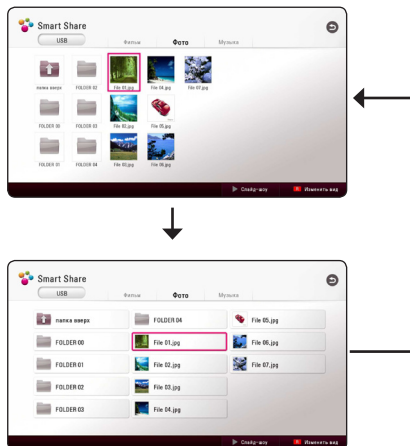 Smart Share
USB
Фильм Фото Музыка
папка вверх FOLDER 02 File 01.jpg File 04.jpg File 07.jpg
FOLDER 00 FOLDER 03 File 02.jpg File 05.jpg
FOLDER 01 FOLDER 04 File 03.jpg File 06.jpg
Слайд-шоу Изменить вид
Smart Share
USB
Фильм Фото Музыка
папка вверх FOLDER 04 File 05.jpg
FOLDER 00 File 01.jpg File 06.jpg
FOLDER 01 File 02.jpg File 07.jpg
FOLDER 02 File 03.jpg
FOLDER 03 File 04.jpg
Слайд-шоу Изменить вид